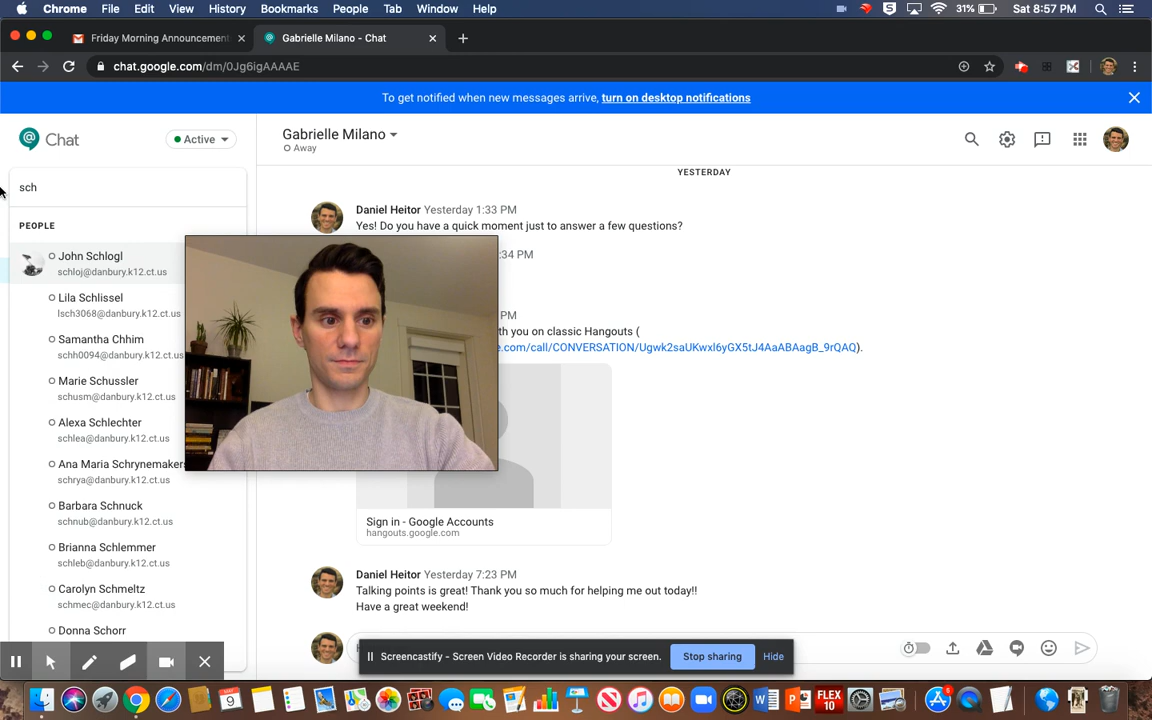 Chrome File Edit View History Bookmarks People Tab Window Help 31% Sat 8:57 PM
Friday Morning Announcement
Gabrielle Milano - Chat
chat.google.com/dm/0Jg6igAAAAE
To get notified when new messages arrive, turn on desktop notifications
Chat
Active
Gabrielle Milano
Away
sch
PEOPLE
John Schlogl
schloj@danbury.k12.ct.us
Lila Schlissel
lsch3068@danbury.k12.ct.us
Samantha Chhim
schh0094@danbury.k12.ct.us
Marie Schussler
schusm@danbury.k12.ct.us
Alexa Schlechter
schlea@danbury.k12.ct.us
Ana Maria Schrynemakers
schrya@danbury.k12.ct.us
Barbara Schnuck
schnub@danbury.k12.ct.us
Brianna Schlemmer
schleb@danbury.k12.ct.us
Carolyn Schmeltz
schmec@danbury.k12.ct.us
Donna Schorr
YESTERDAY
Daniel Heitor Yesterday 1:33 PM
Yes! Do you have a quick moment just to answer a few questions?
:34 PM
PM
th you on classic Hangouts (
e.com/call/CONVERSATION/Ugwk2saUKwxl6yGX5tJ4AaABAagB_9rQAQ).
Sign in - Google Accounts
hangouts.google.com
Daniel Heitor Yesterday 7:23 PM
Talking points is great! Thank you so much for helping me out today!!
Have a great weekend!
Screencastify - Screen Video Recorder is sharing your screen.
Stop sharing
Hide
9
FLEX
10
6